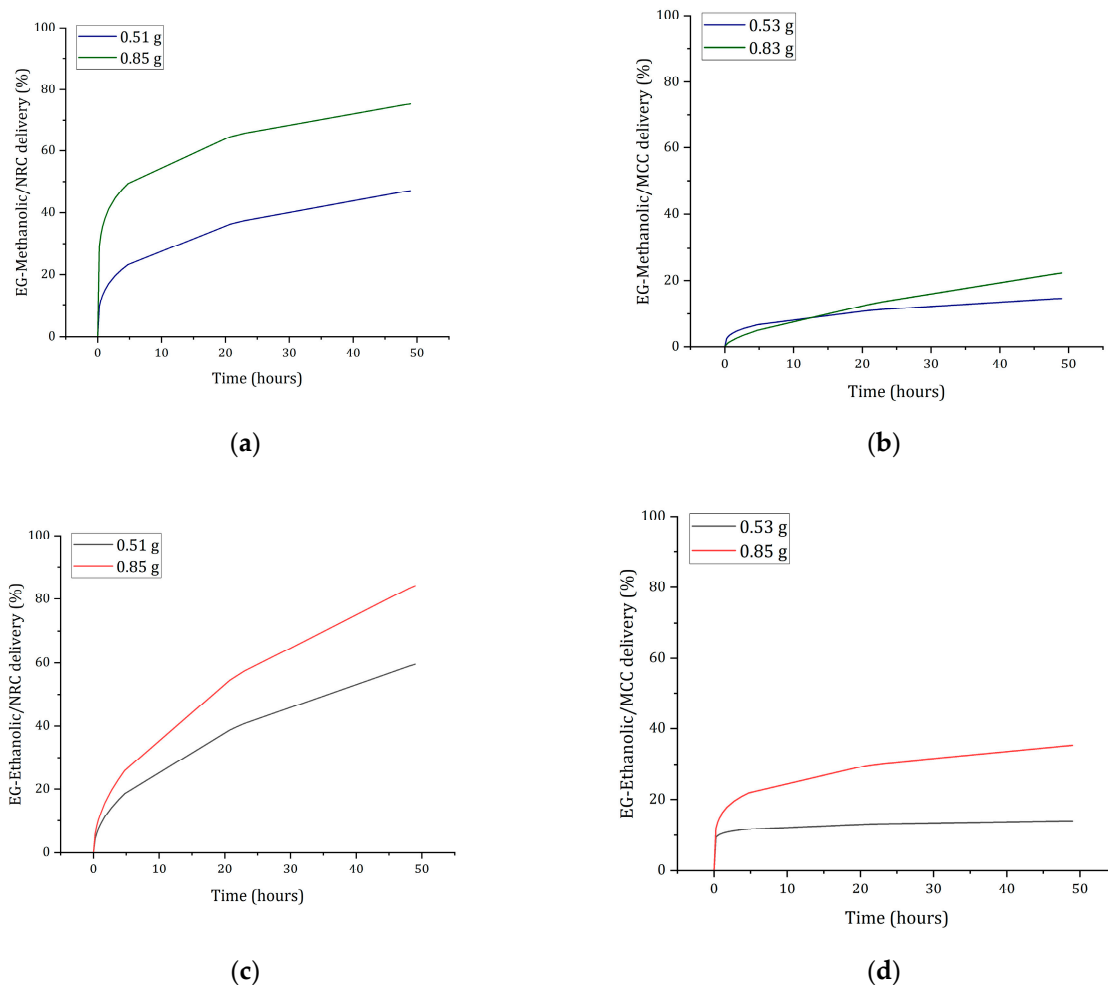 0.51 g
0.85 g
EG-Methanolic/NRC delivery (%)
100
80
60
40
20
0
0 10 20 30 40 50
Time (hours)
(a)
0.53 g
0.83 g
EG-Methanolic/MCC delivery (%)
100
80
60
40
20
0
0 10 20 30 40 50
Time (hours)
(b)
0.51 g
0.85 g
EG-Ethanolic/NRC delivery (%)
100
80
60
40
20
0
0 10 20 30 40 50
Time (hours)
(c)
0.53 g
0.85 g
EG-Ethanolic/MCC delivery (%)
100
80
60
40
20
0
0 10 20 30 40 50
Time (hours)
(d)